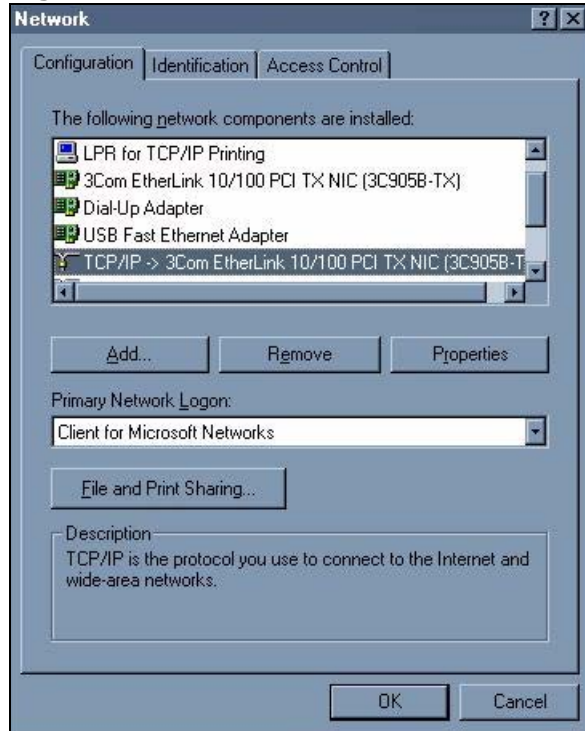 Network
Configuration Identification Access Control
The following network components are installed:
LPR for TCP/IP Printing
3Com EtherLink 10/100 PCI TX NIC (3C905B-TX)
Dial-Up Adapter
USB Fast Ethernet Adapter
TCP/IP -> 3Com EtherLink 10/100 PCI TX NIC (3C905B-T
Add... Remove Properties
Primary Network Logon:
Client for Microsoft Networks
File and Print Sharing...
Description
TCP/IP is the protocol you use to connect to the Internet and
wide-area networks.
OK Cancel